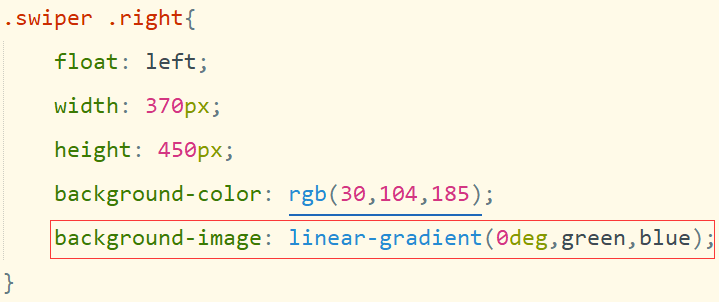 .swiper .right{
float: left;
width: 370px;
height: 450px;
background-color: rgb(30,104,185);
background-image: linear-gradient(0deg,green,blue);
}